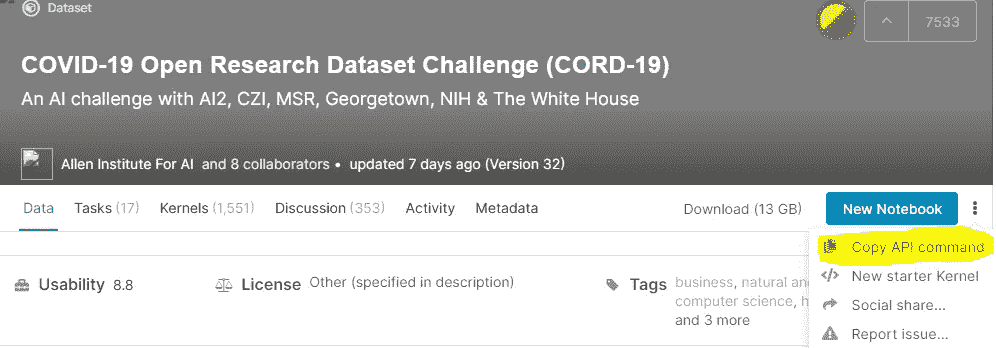 Dataset
7533
COVID-19 Open Research Dataset Challenge (CORD-19)
An AI challenge with AI2, CZI, MSR, Georgetown, NIH & The White House
Allen Institute For AI and 8 collaborators • updated 7 days ago (Version 32)
Data Tasks (17) Kernels (1,551) Discussion (353) Activity Metadata Download (13 GB) New Notebook
Copy API command
New starter Kernel
Social share...
Report issue...
Usability 8.8
License Other (specified in description)
Tags business, natural and
computer science, h
and 3 more